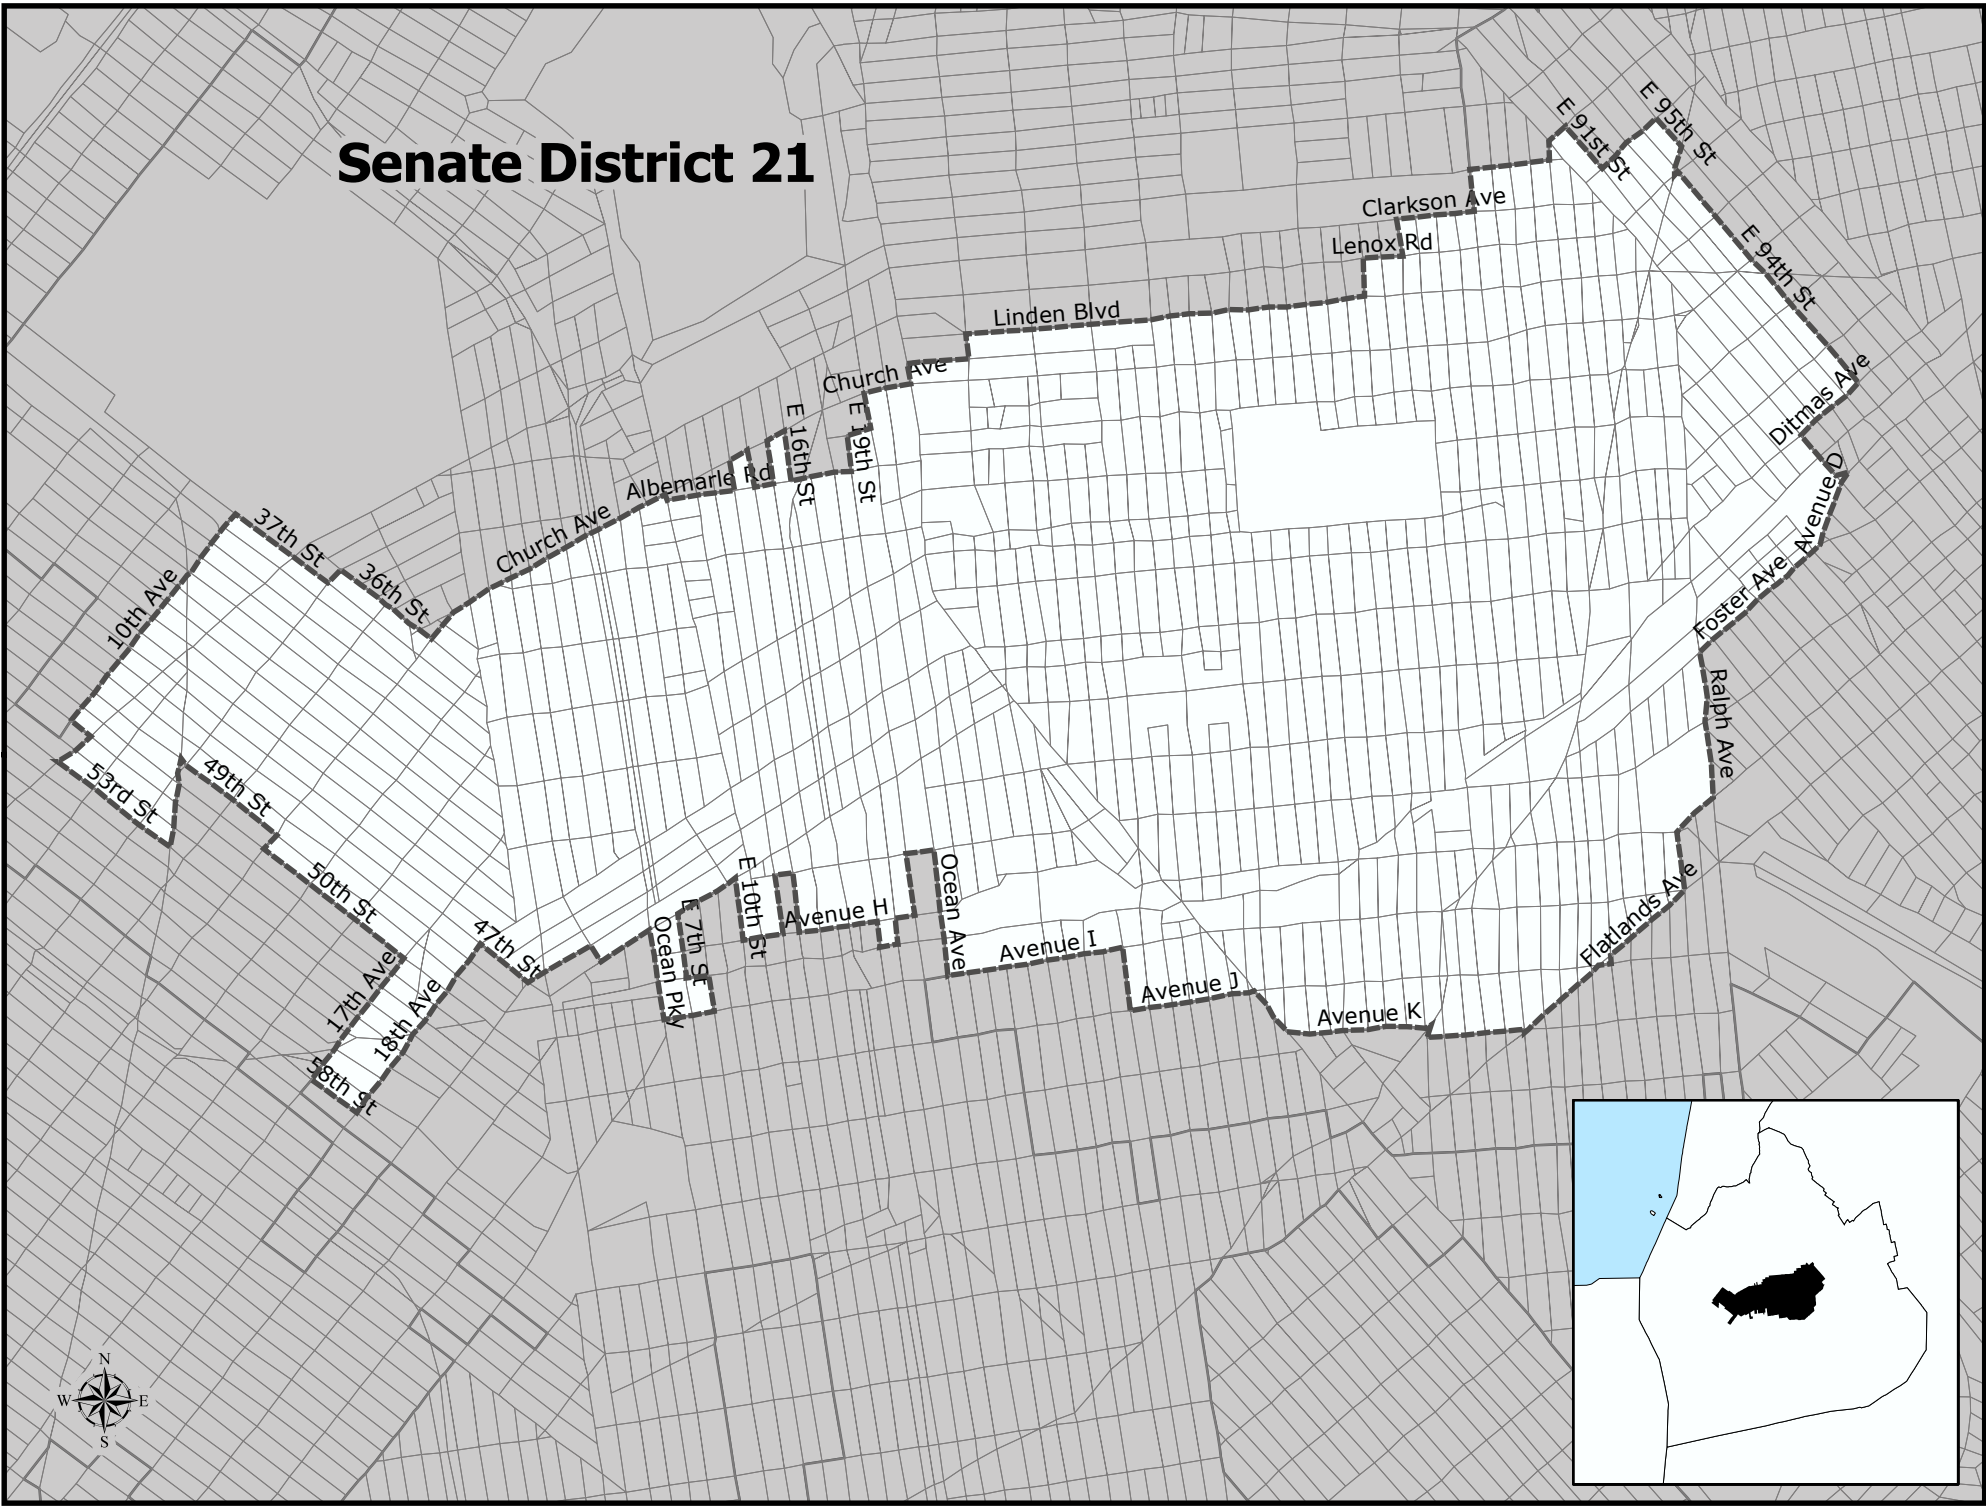 Senate District 21
E 95th St
E 91st St
Clarkson Ave
Lenox Rd
E 94th St
Linden Blvd
Church Ave
E 19th St
E 16th St
Ditmas Ave
Albemarle Rd
Church Ave
Avenue D
37th St
36th St
10th Ave
Foster Ave
Ralph Ave
53rd St
49th St
50th St
47th St
17th Ave
18th Ave
58th St
Ocean Pky
E 7th St
E 10th St
Avenue H
Ocean Ave
Avenue I
Avenue J
Avenue K
Flatlands Ave
N
W
E
S